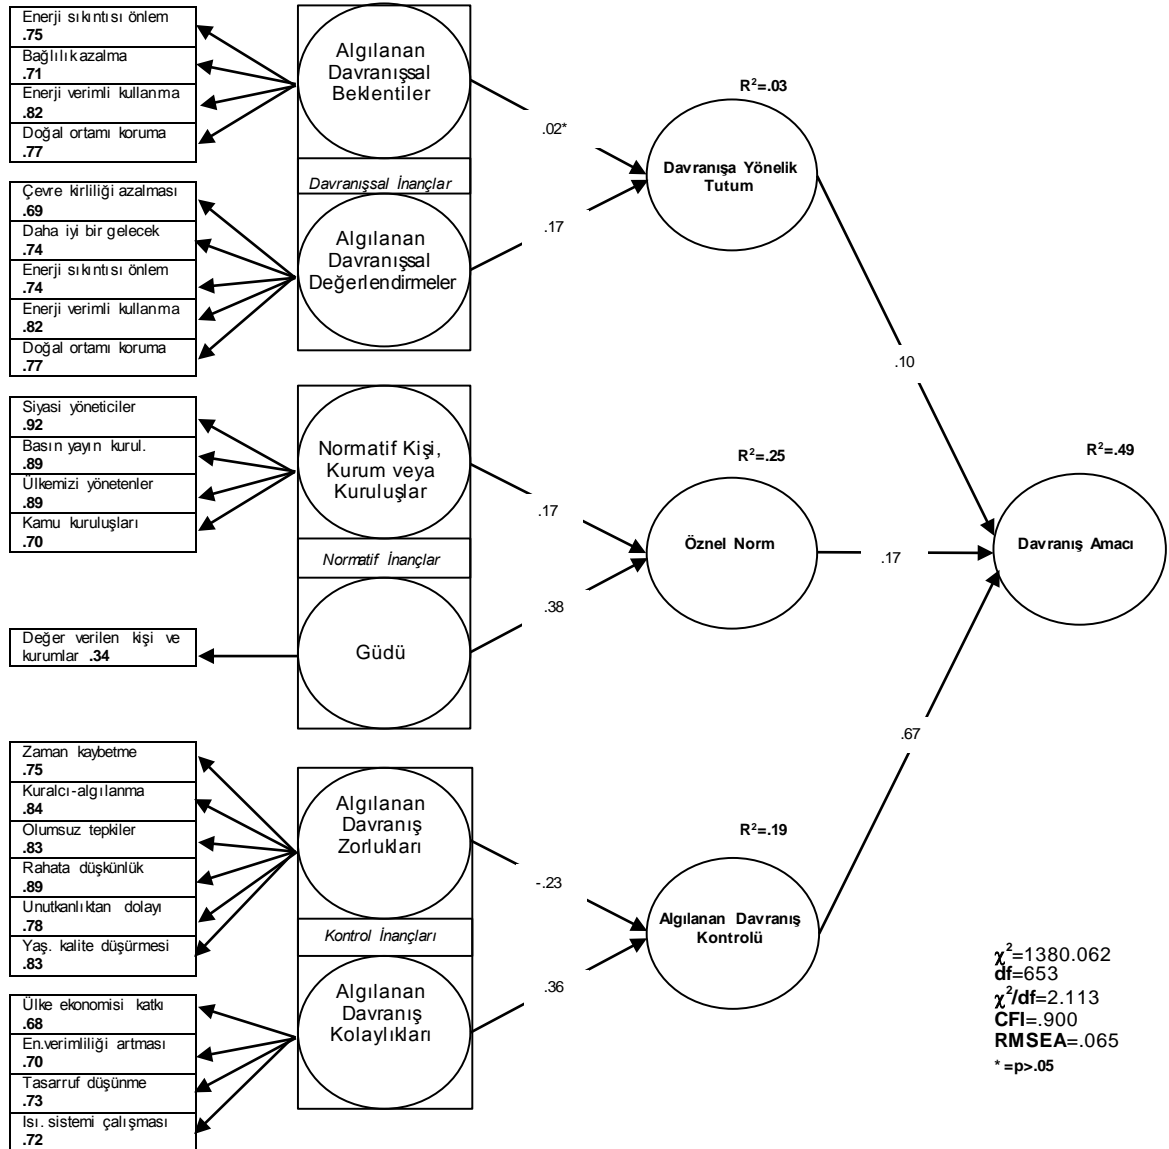 Enerji sıkıntısı önlem
.75
Bağlılık azalma
.71
Enerji verimli kullanma
.82
Doğal ortamı koruma
.77
Algılanan
Davranışsal
Beklentiler
Davranışsal İnançlar
Çevre kirliliği azalması
.69
Daha iyi bir gelecek
.74
Enerji sıkıntısı önlem
.74
Enerji verimli kullanma
.82
Doğal ortamı koruma
.77
Algılanan
Davranışsal
Değerlendirmeler
.02*
.17
R²=.03
Davranışa Yönelik
Tutum
.10
Siyasi yöneticiler
.92
Basın yayın kurul.
.89
Ülkemizi yönetenler
.89
Kamu kuruluşları
.70
Normatif Kişi,
Kurum veya
Kuruluşlar
Normatif İnançlar
Değer verilen kişi ve
kurumlar .34
Güdü
.17
.38
R²=.25
Öznel Norm
.17
R²=.49
Davranış Amacı
Zaman kaybetme
.75
Kuralcı-algılanma
.84
Olumsuz tepkiler
.83
Rahata düşkünlük
.89
Unutkanlıktan dolayı
.78
Yaş. kalite düşürmesi
.83
Algılanan
Davranış
Zorlukları
Kontrol İnançları
Ülke ekonomisi katkı
.68
En.verimliliği artması
.70
Tasarruf düşünme
.73
Isı. sistemi çalışması
.72
Algılanan
Davranış
Kolaylıkları
-.23
.36
R²=.19
Algılanan Davranış
Kontrolü
.67
χ²=1380.062
df=653
χ²/df=2.113
CFI=.900
RMSEA=.065
* =p>.05